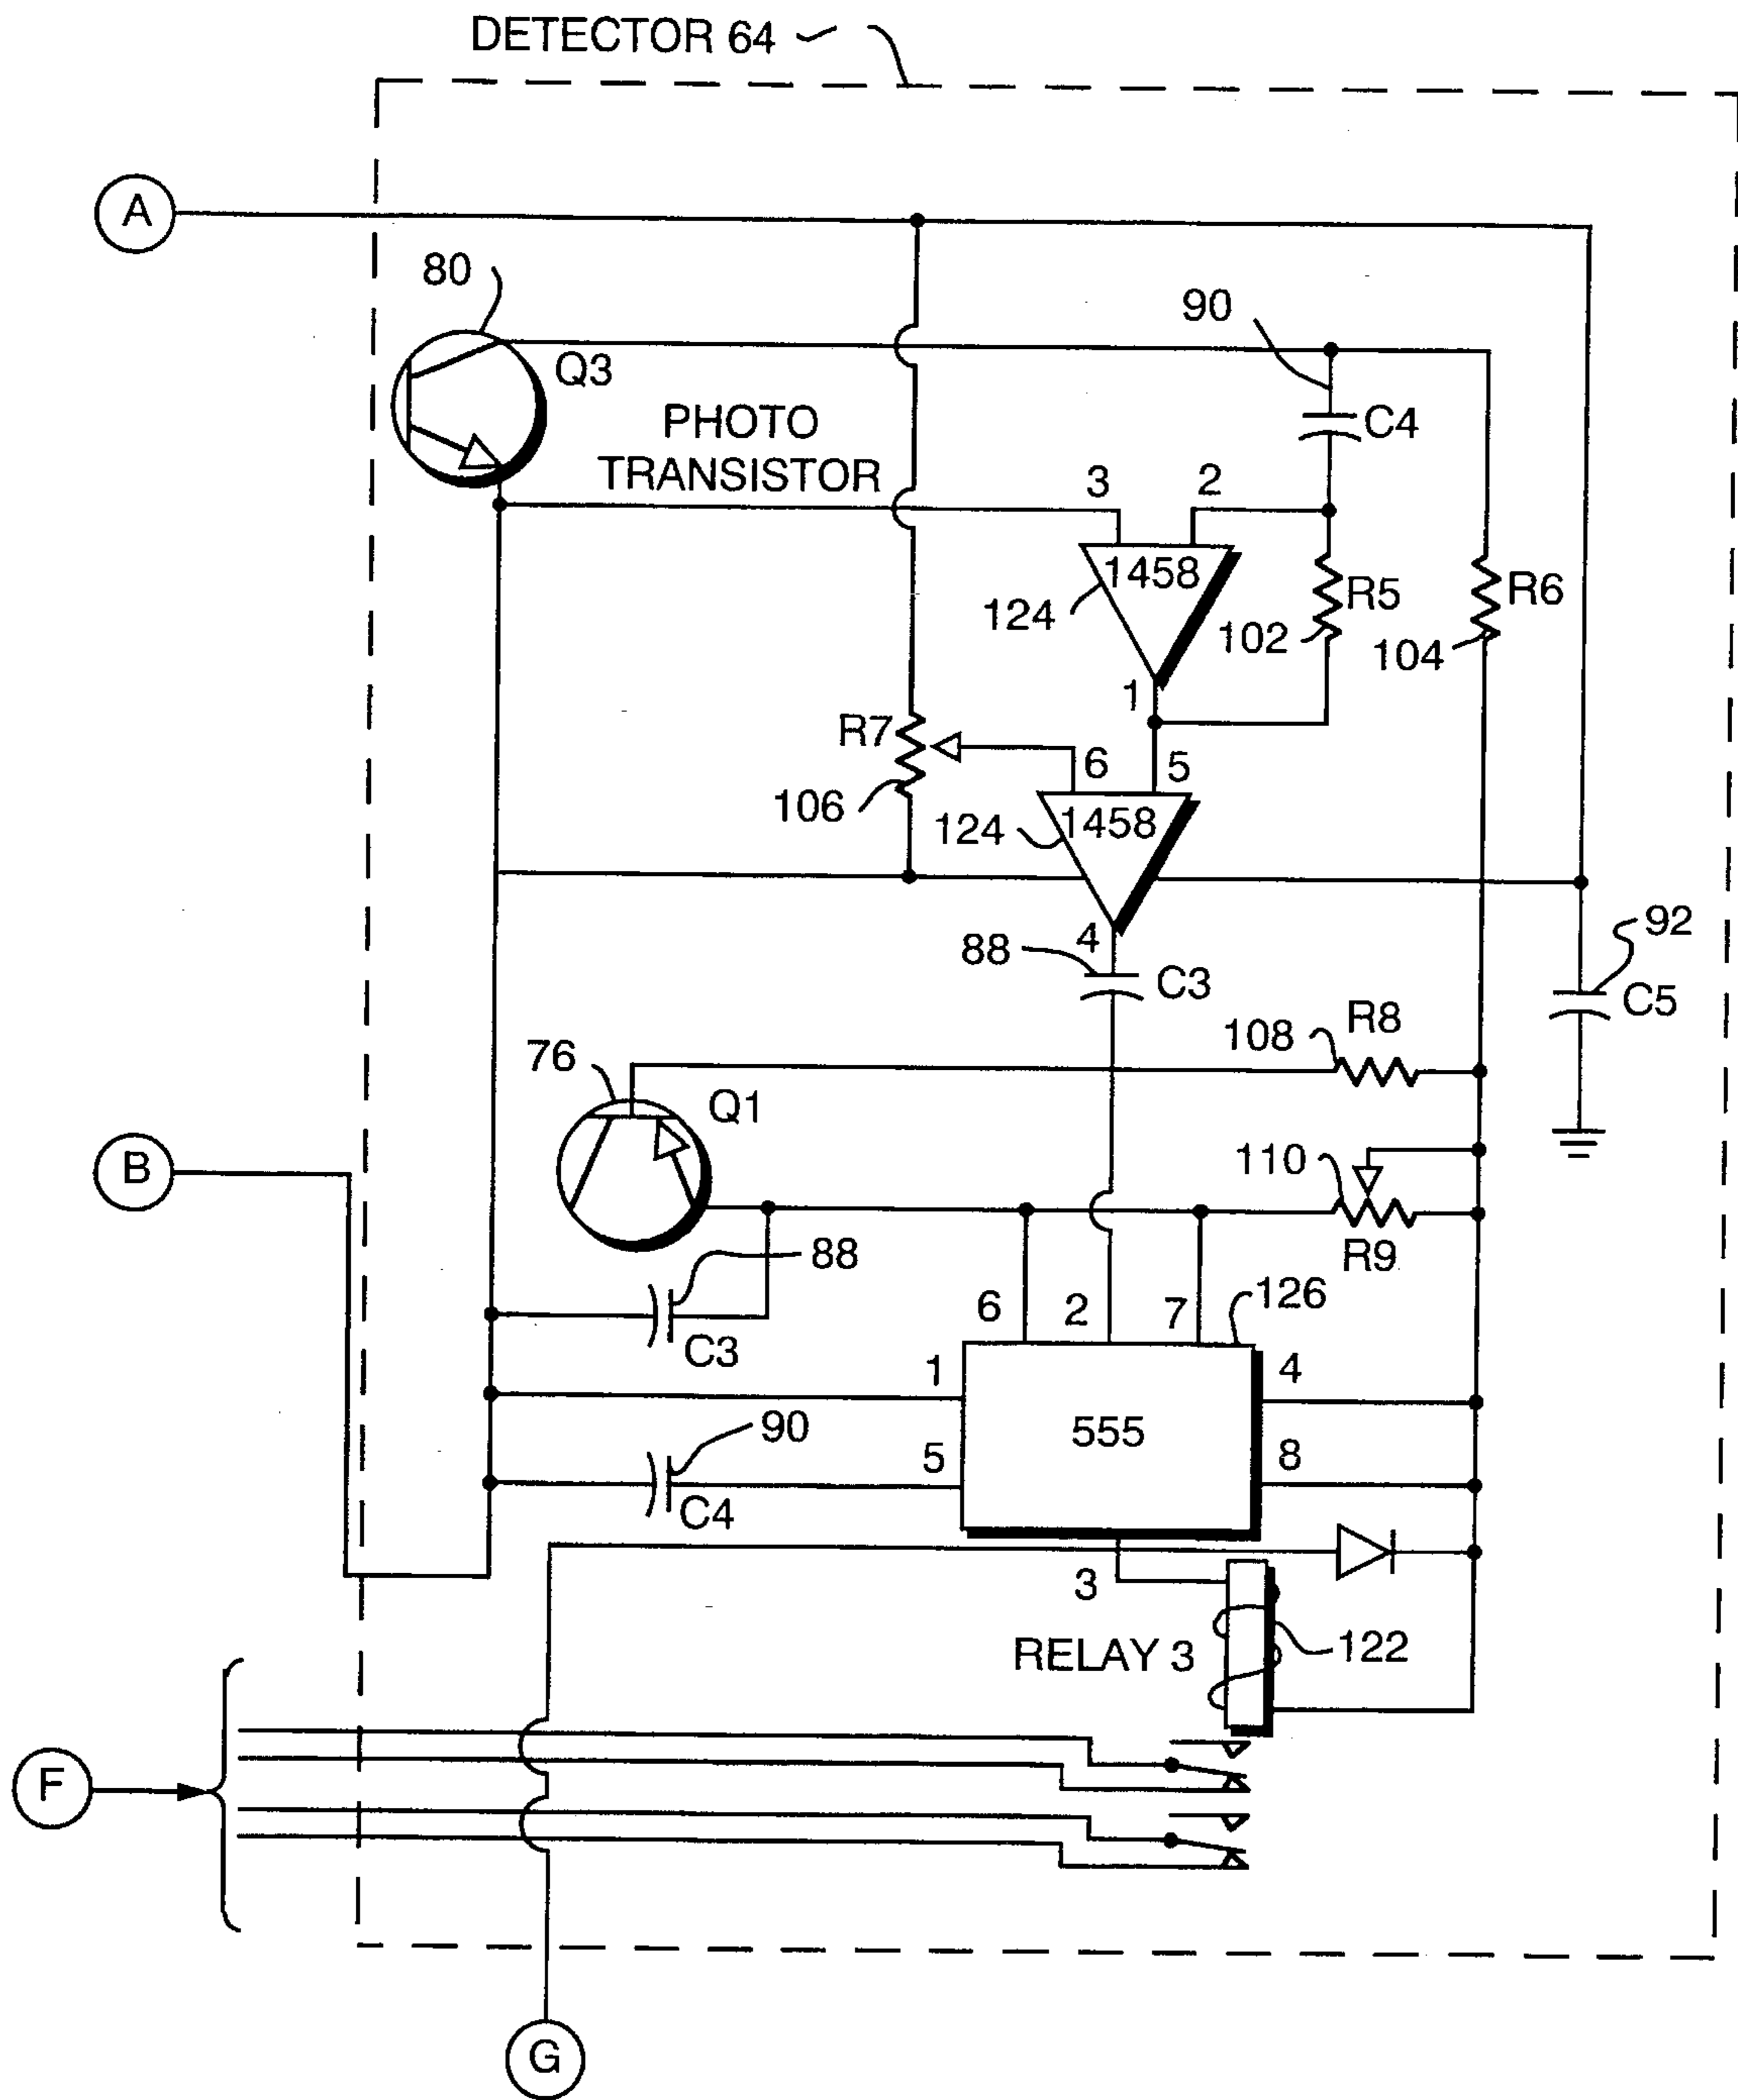 DETECTOR 64
A
80
Q3
90
C4
PHOTO
TRANSISTOR
3 2
1458
124
R5
102
R6
104
1
R7
106
6 5
1458
124
4
88
C3
92
C5
R8
108
76
Q1
B
110
R9
88
C3
6 2 7
126
1
4
555
90
5
8
C4
3
RELAY 3
122
F
G